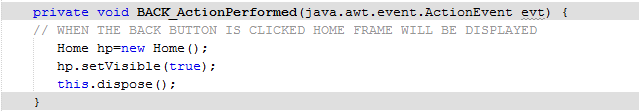 private void BACK_ActionPerformed(java.awt.event.ActionEvent evt) {
// WHEN THE BACK BUTTON IS CLICKED HOME FRAME WILL BE DISPLAYED
Home hp=new Home();
hp.setVisible(true);
this.dispose();
}